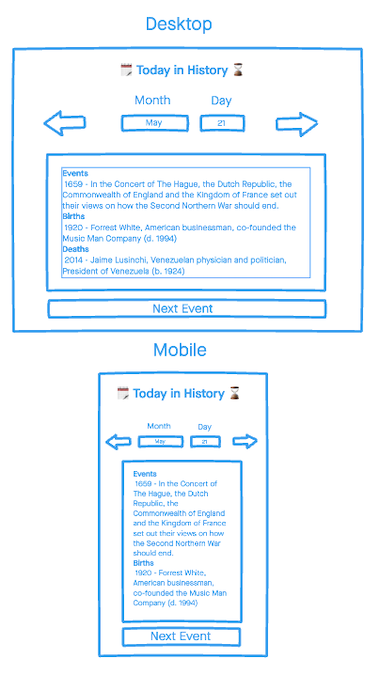 Desktop
🗓️ Today in History ⏳
Month Day
May 21
Events
1659 - In the Concert of The Hague, the Dutch Republic, the
Commonwealth of England and the Kingdom of France set out
their views on how the Second Northern War should end.
Births
1920 - Forrest White, American businessman, co-founded the
Music Man Company (d. 1994)
Deaths
2014 - Jaime Lusinchi, Venezuelan physician and politician,
President of Venezuela (b. 1924)
Next Event
Mobile
🗓️ Today in History ⏳
Month Day
May 21
Events
1659 - In the Concert of
The Hague, the Dutch
Republic, the
Commonwealth of England
and the Kingdom of France
set out their views on how
the Second Northern War
should end.
Births
1920 - Forrest White,
American businessman,
co-founded the Music Man
Company (d. 1994)
Next Event